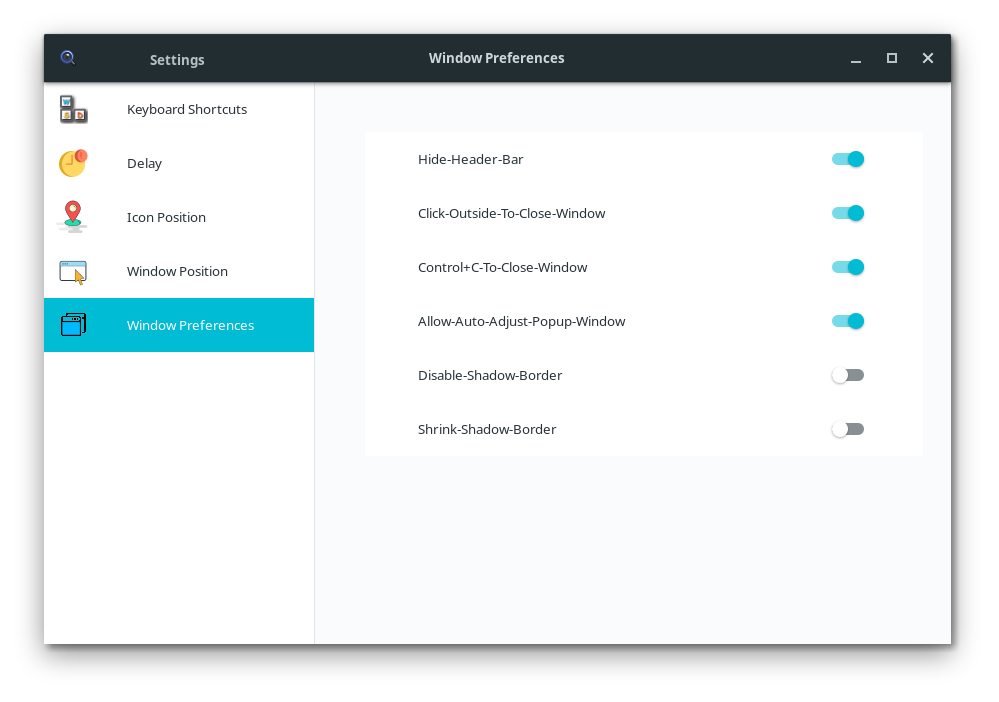 Settings
Window Preferences
Keyboard Shortcuts
Delay
Icon Position
Window Position
Window Preferences
Hide-Header-Bar
Click-Outside-To-Close-Window
Control+C-To-Close-Window
Allow-Auto-Adjust-Popup-Window
Disable-Shadow-Border
Shrink-Shadow-Border